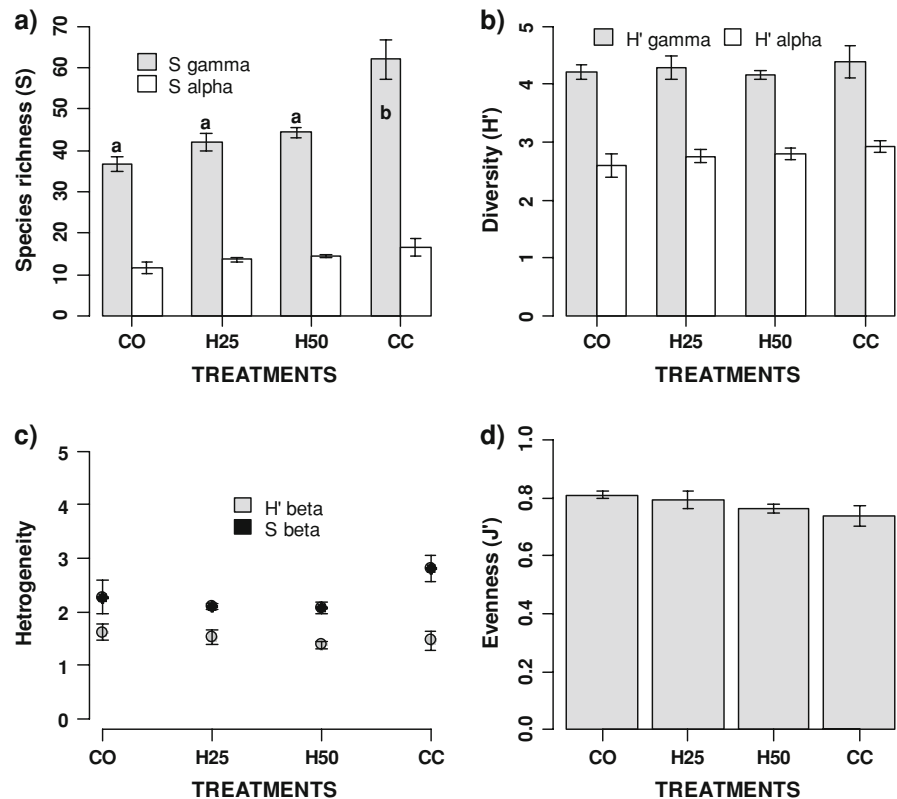 a)
Species richness (S)
70
60
50
40
30
20
10
0
S gamma
S alpha
a
a
a
b
CO H25 H50 CC
TREATMENTS
b)
Diversity (H')
5
4
3
2
1
0
H' gamma H' alpha
CO H25 H50 CC
TREATMENTS
c)
Hetrogeneity
5
4
3
2
1
0
H' beta
S beta
CO H25 H50 CC
TREATMENTS
d)
Evenness (J')
1.0
0.8
0.6
0.4
0.2
0.0
CO H25 H50 CC
TREATMENTS